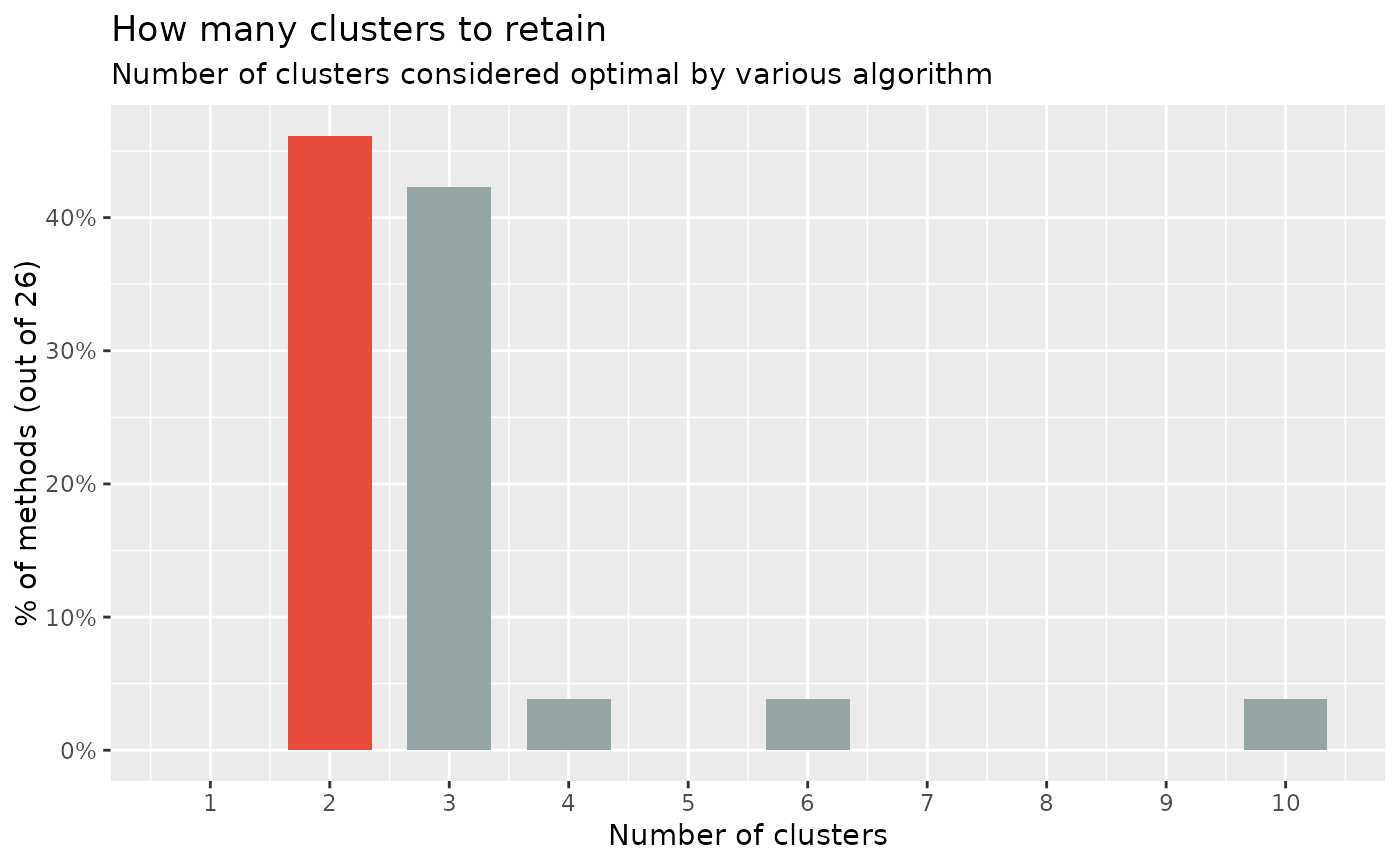 How many clusters to retain
Number of clusters considered optimal by various algorithm
% of methods (out of 26)
40%
30%
20%
10%
0%
1 2 3 4 5 6 7 8 9 10
Number of clusters